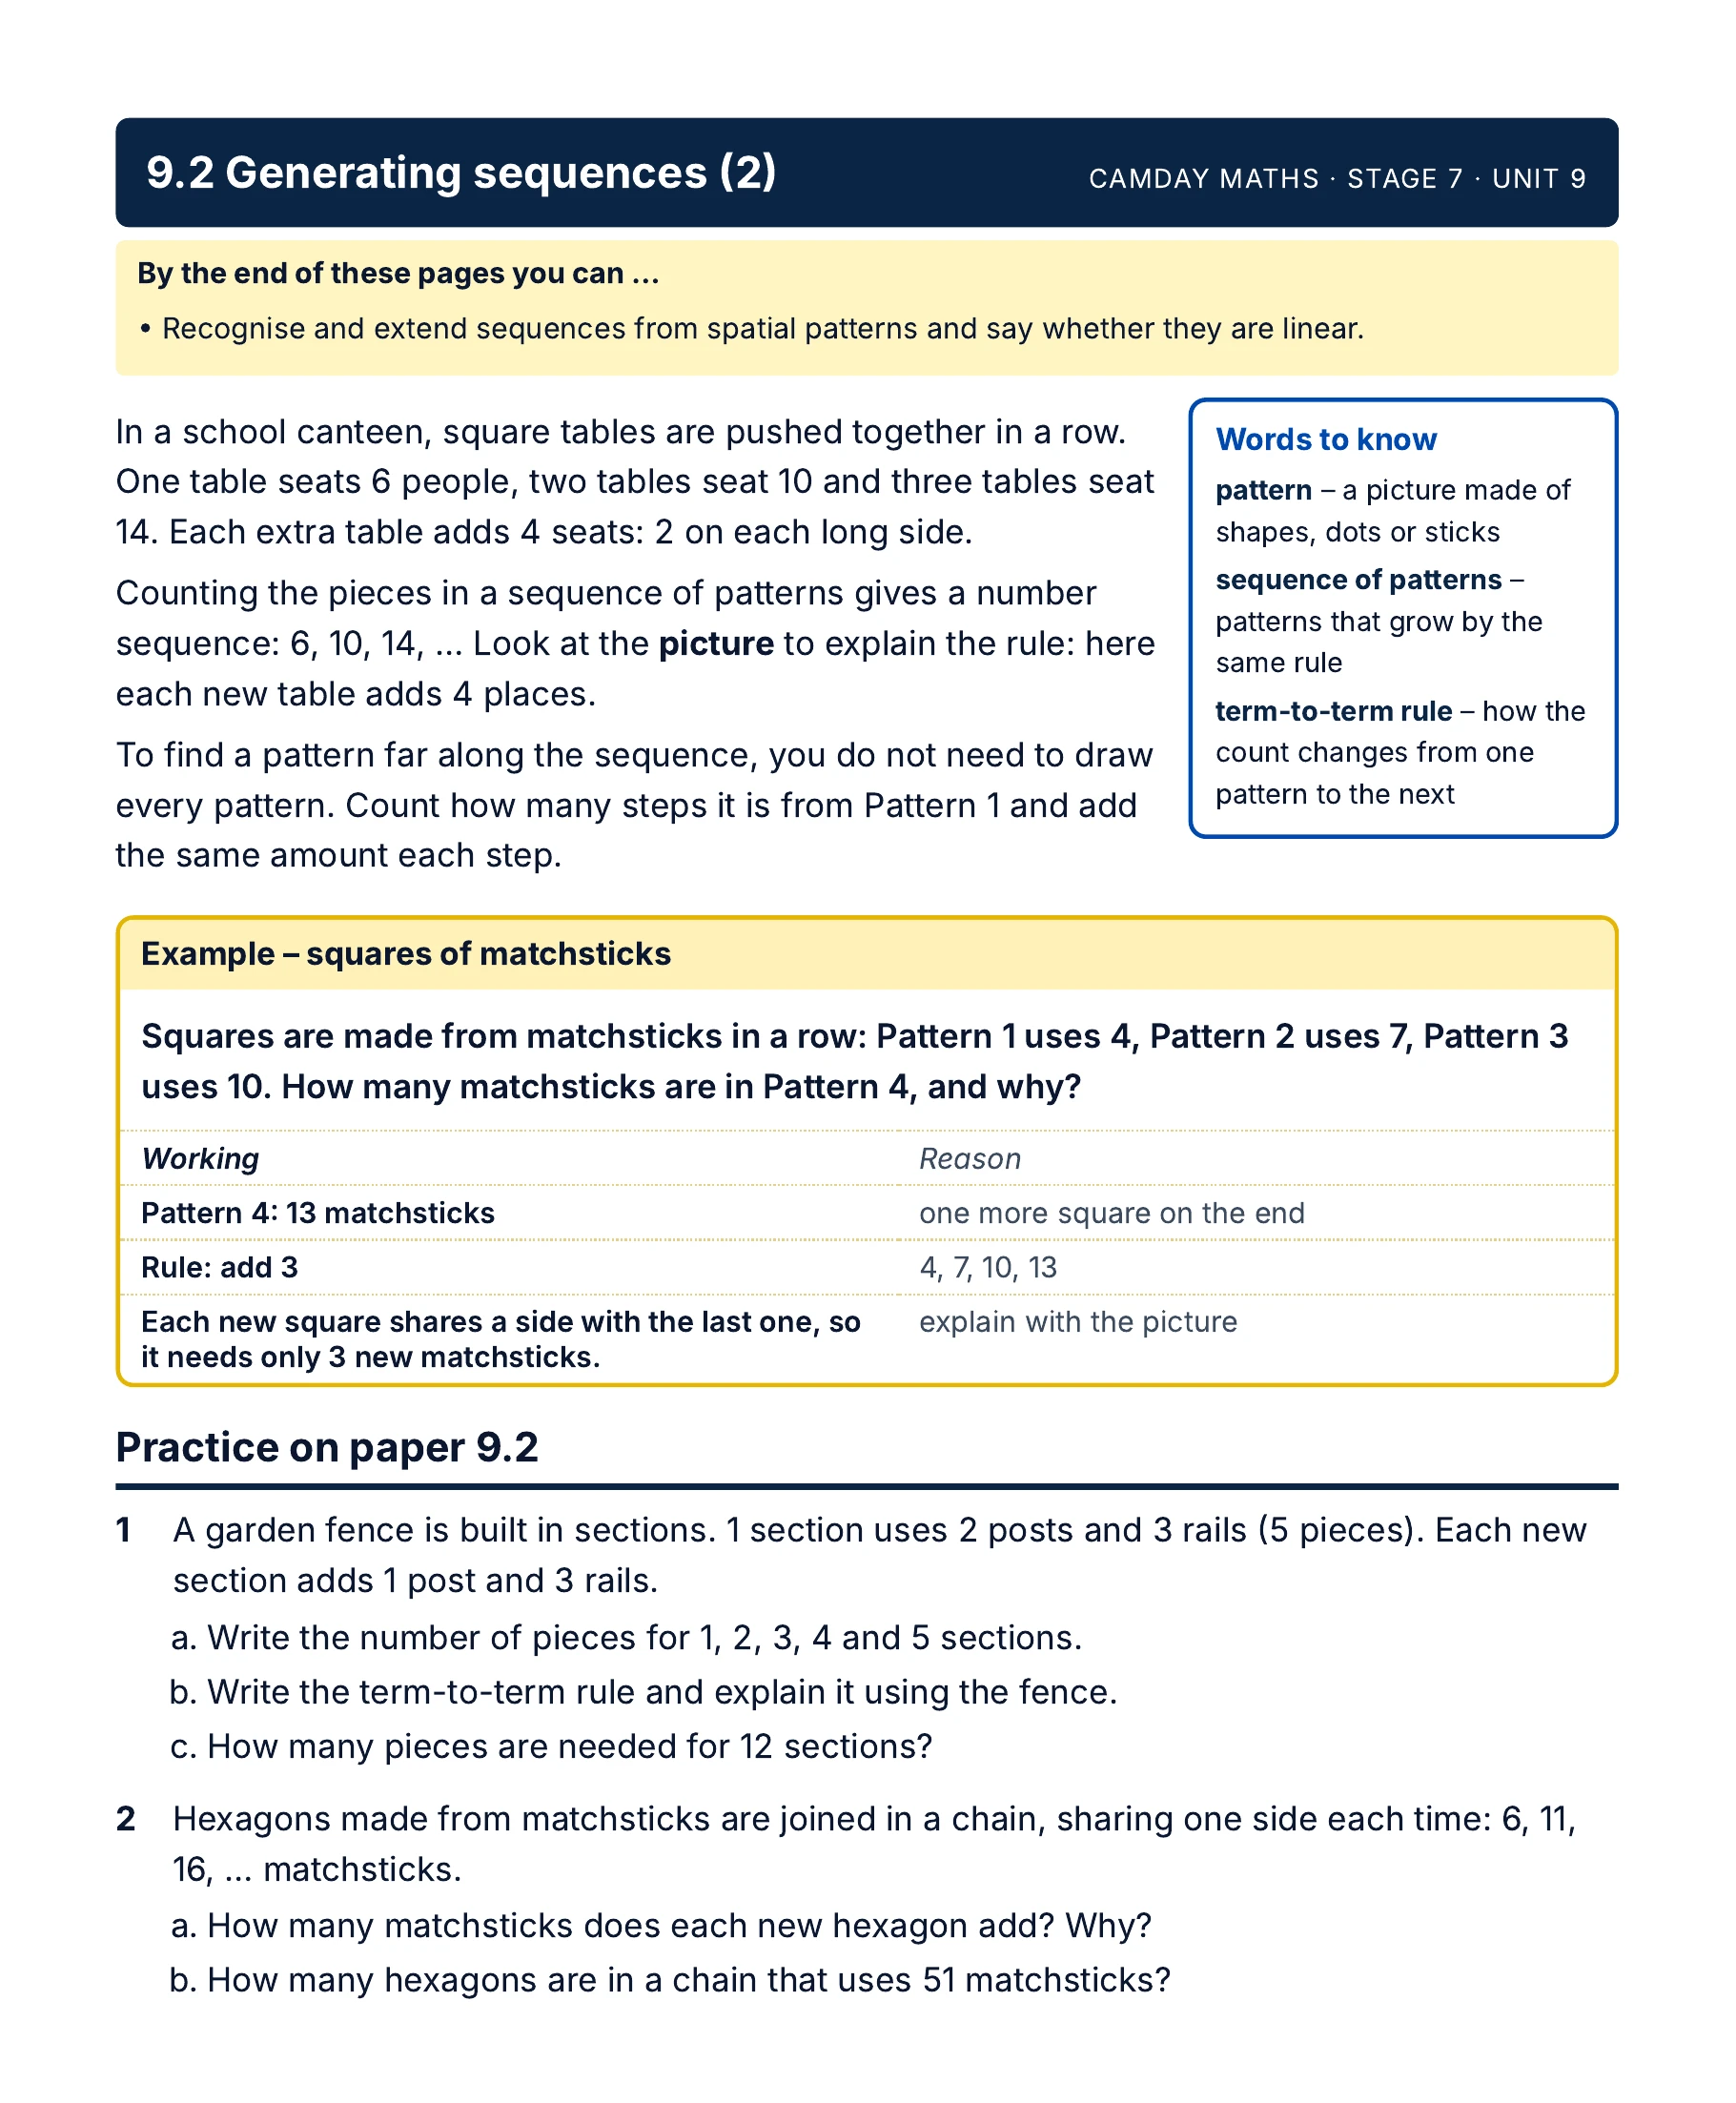 9.2 Generating sequences (2)
CAMDAY MATHS · STAGE 7 · UNIT 9
By the end of these pages you can …
• Recognise and extend sequences from spatial patterns and say whether they are linear.
In a school canteen, square tables are pushed together in a row.
One table seats 6 people, two tables seat 10 and three tables seat
14. Each extra table adds 4 seats: 2 on each long side.
Counting the pieces in a sequence of patterns gives a number
sequence: 6, 10, 14, … Look at the picture to explain the rule: here
each new table adds 4 places.
To find a pattern far along the sequence, you do not need to draw
every pattern. Count how many steps it is from Pattern 1 and add
the same amount each step.
Words to know
pattern – a picture made of
shapes, dots or sticks
sequence of patterns –
patterns that grow by the
same rule
term-to-term rule – how the
count changes from one
pattern to the next
Example – squares of matchsticks
Squares are made from matchsticks in a row: Pattern 1 uses 4, Pattern 2 uses 7, Pattern 3
uses 10. How many matchsticks are in Pattern 4, and why?
Working
Reason
Pattern 4: 13 matchsticks
one more square on the end
Rule: add 3
4, 7, 10, 13
Each new square shares a side with the last one, so
it needs only 3 new matchsticks.
explain with the picture
Practice on paper 9.2
1 A garden fence is built in sections. 1 section uses 2 posts and 3 rails (5 pieces). Each new
section adds 1 post and 3 rails.
a. Write the number of pieces for 1, 2, 3, 4 and 5 sections.
b. Write the term-to-term rule and explain it using the fence.
c. How many pieces are needed for 12 sections?
2 Hexagons made from matchsticks are joined in a chain, sharing one side each time: 6, 11,
16, … matchsticks.
a. How many matchsticks does each new hexagon add? Why?
b. How many hexagons are in a chain that uses 51 matchsticks?